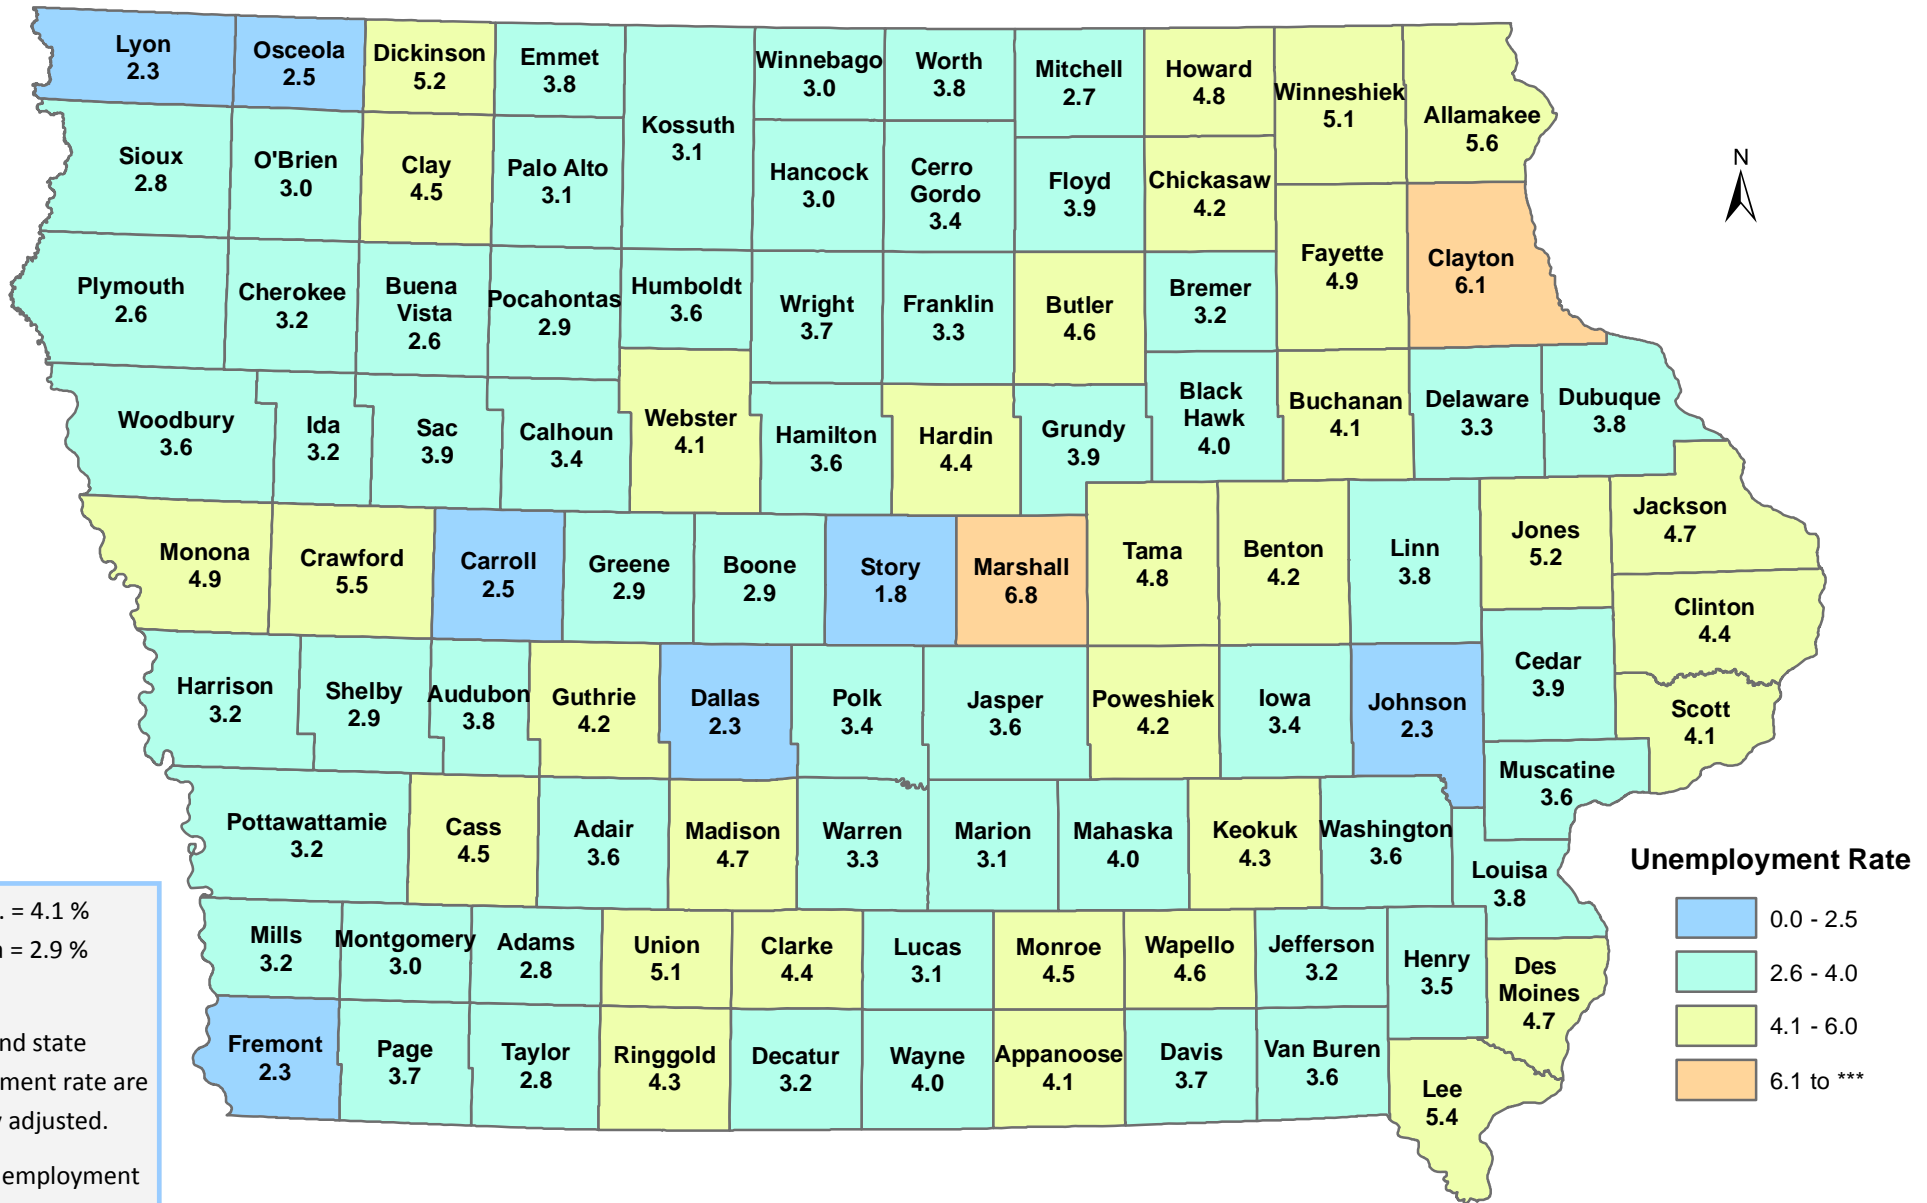 Lyon
2.3
Osceola
2.5
Dickinson
5.2
Emmet
3.8
Kossuth
3.1
Winnebago
3.0
Worth
3.8
Mitchell
2.7
Howard
4.8
Winneshiek
5.1
Allamakee
5.6
Sioux
2.8
O'Brien
3.0
Clay
4.5
Palo Alto
3.1
Hancock
3.0
Cerro
Gordo
3.4
Floyd
3.9
Chickasaw
4.2
N
Plymouth
2.6
Cherokee
3.2
Buena
Vista
2.6
Pocahontas
2.9
Humboldt
3.6
Wright
3.7
Franklin
3.3
Butler
4.6
Bremer
3.2
Fayette
4.9
Clayton
6.1
Woodbury
3.6
Ida
3.2
Sac
3.9
Calhoun
3.4
Webster
4.1
Hamilton
3.6
Hardin
4.4
Grundy
3.9
Black
Hawk
4.0
Buchanan
4.1
Delaware
3.3
Dubuque
3.8
Monona
4.9
Crawford
5.5
Carroll
2.5
Greene
2.9
Boone
2.9
Story
1.8
Marshall
6.8
Tama
4.8
Benton
4.2
Linn
3.8
Jones
5.2
Jackson
4.7
Clinton
4.4
Harrison
3.2
Shelby
2.9
Audubon
3.8
Guthrie
4.2
Dallas
2.3
Polk
3.4
Jasper
3.6
Poweshiek
4.2
Iowa
3.4
Johnson
2.3
Cedar
3.9
Scott
4.1
Muscatine
3.6
Pottawattamie
3.2
Cass
4.5
Adair
3.6
Madison
4.7
Warren
3.3
Marion
3.1
Mahaska
4.0
Keokuk
4.3
Washington
3.6
Louisa
3.8
Mills
3.2
Montgomery
3.0
Adams
2.8
Union
5.1
Clarke
4.4
Lucas
3.1
Monroe
4.5
Wapello
4.6
Jefferson
3.2
Henry
3.5
Des
Moines
4.7
Fremont
2.3
Page
3.7
Taylor
2.8
Ringgold
4.3
Decatur
3.2
Wayne
4.0
Appanoose
4.1
Davis
3.7
Van Buren
3.6
Lee
5.4
Unemployment Rate
0.0 - 2.5
2.6 - 4.0
4.1 - 6.0
6.1 to ***
. = 4.1 %
= 2.9 %
state
ment rate are
adjusted.
employment